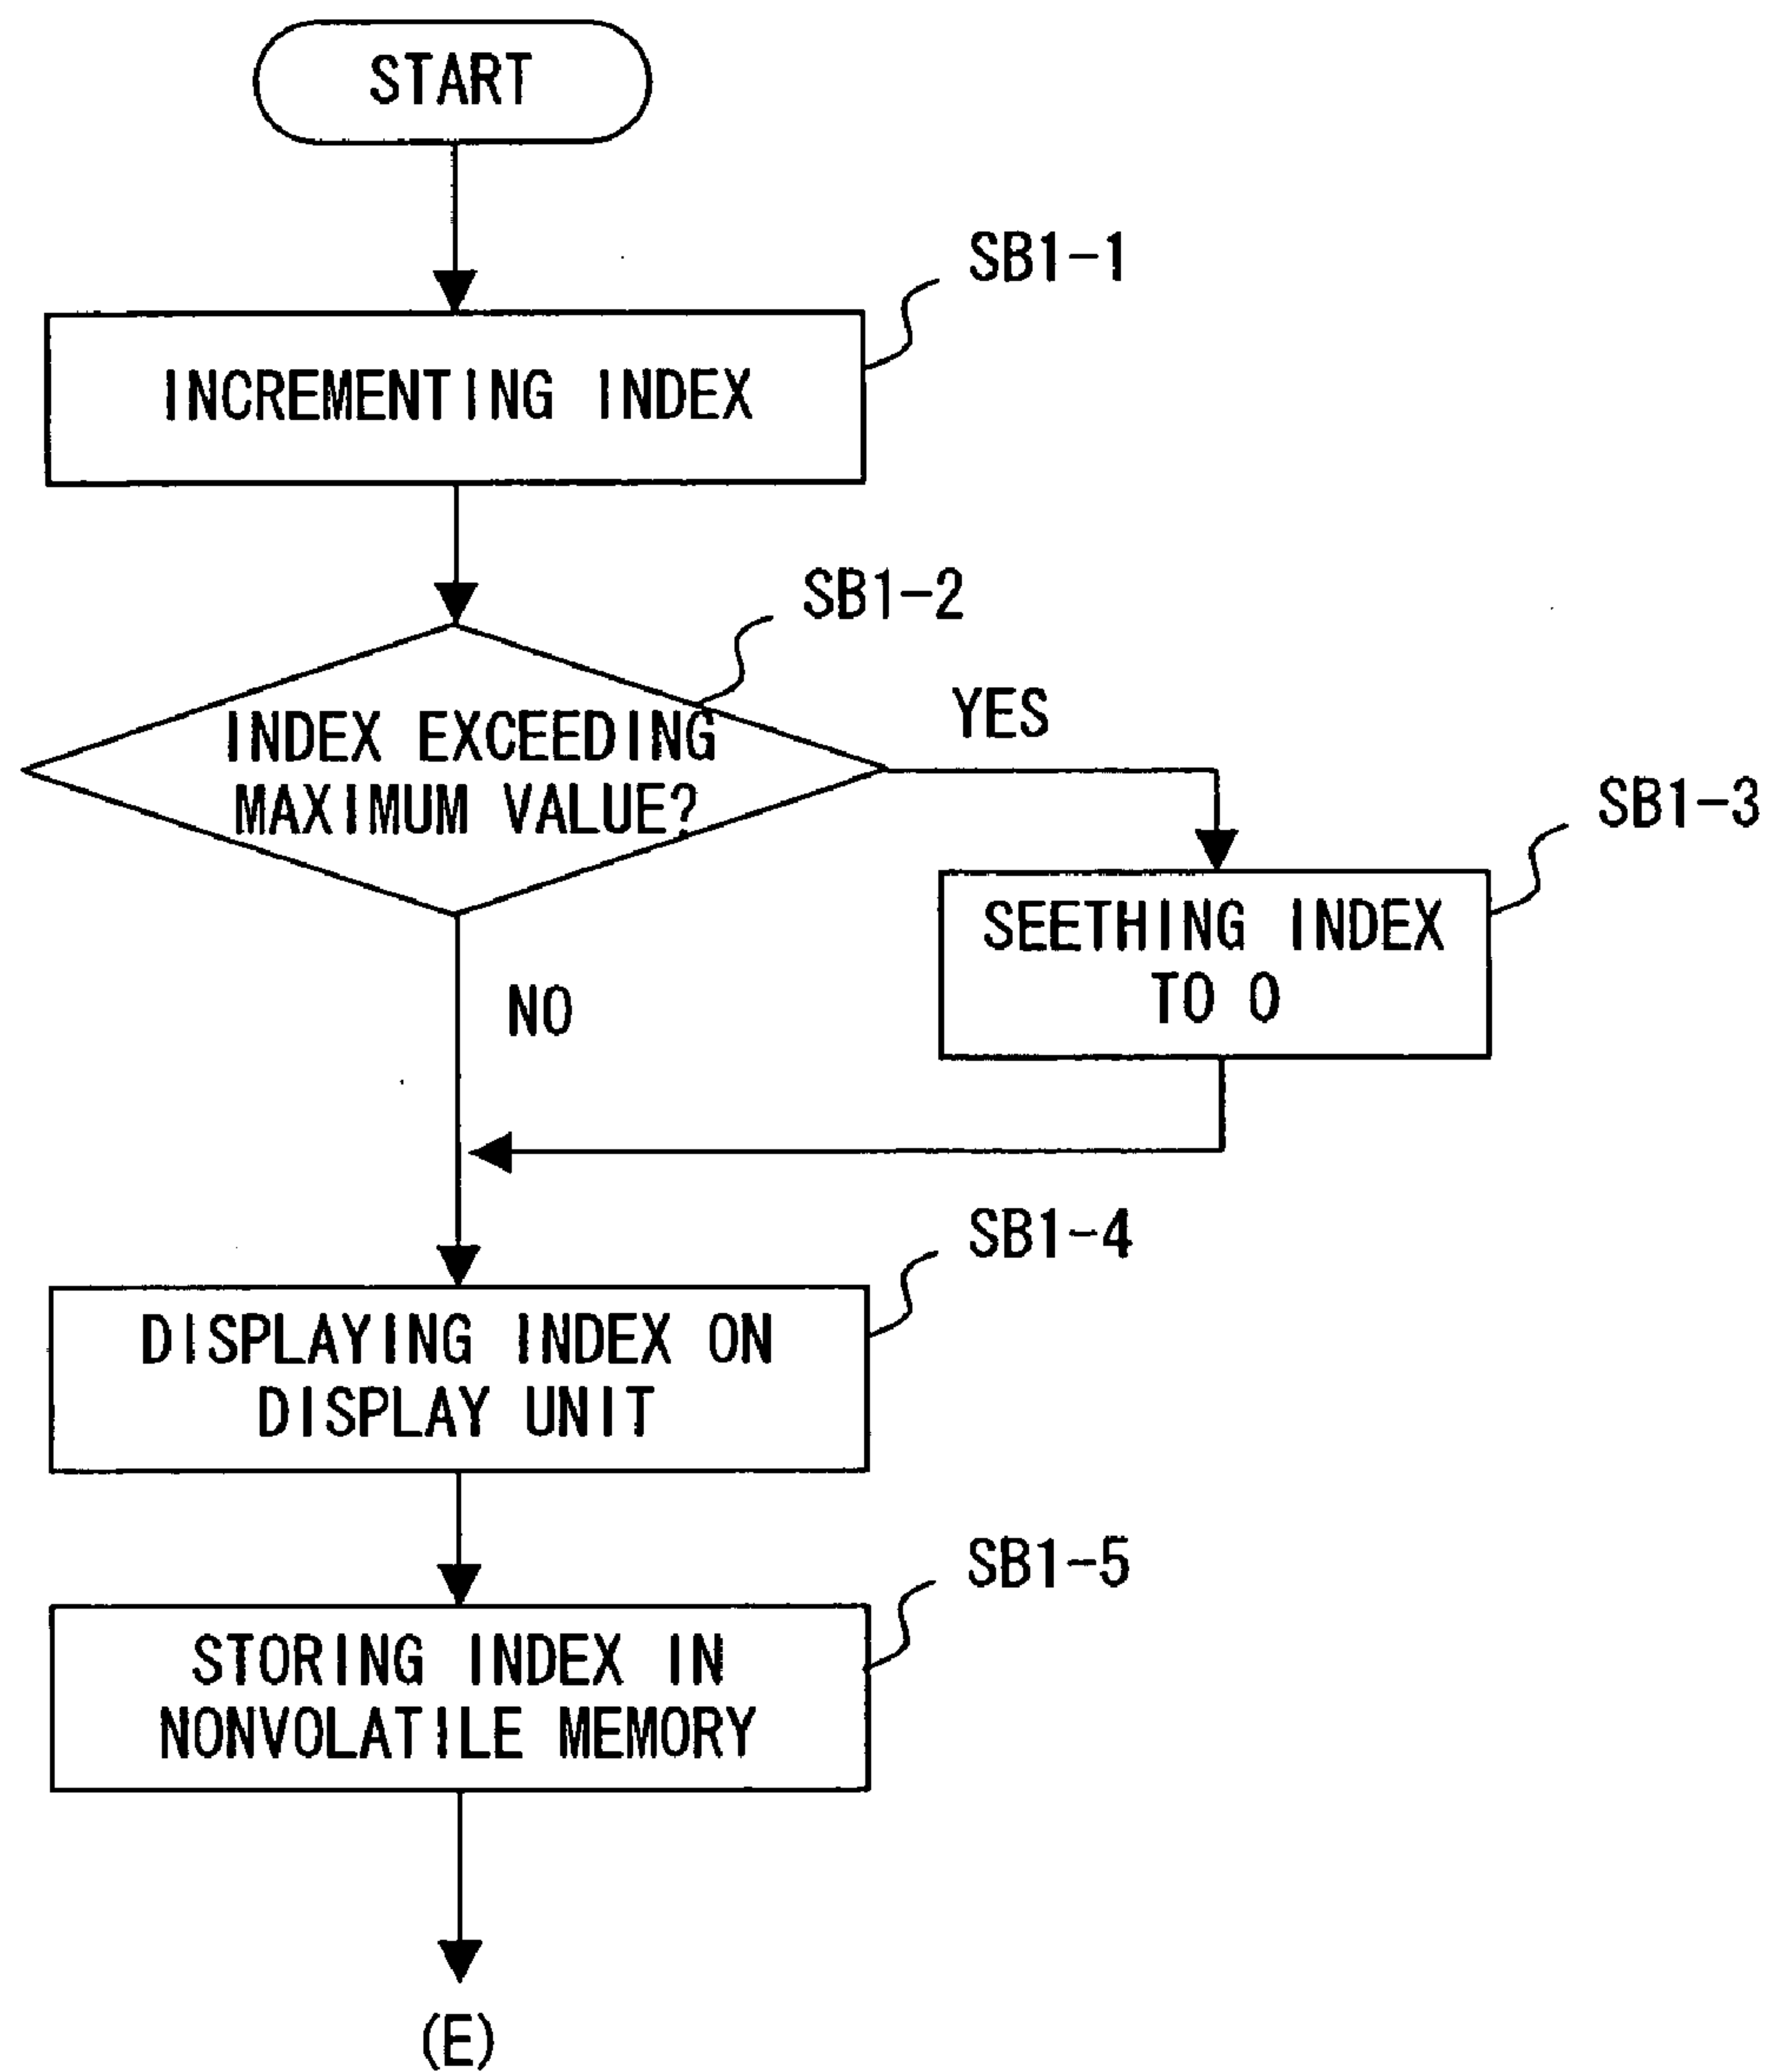 START
SB1-1
INCREMENTING INDEX
SB1-2
INDEX EXCEEDING
MAXIMUM VALUE?
YES
SB1-3
SEETHING INDEX
TO 0
NO
SB1-4
DISPLAYING INDEX ON
DISPLAY UNIT
SB1-5
STORING INDEX IN
NONVOLATILE MEMORY
(E)